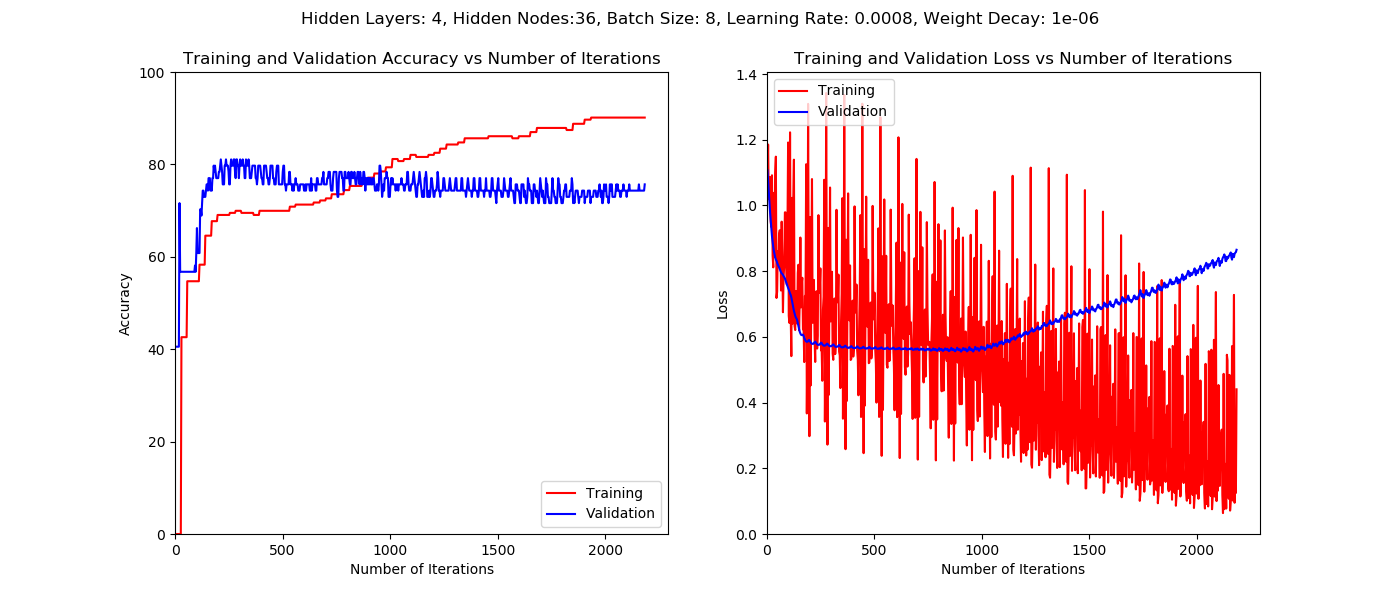 Hidden Layers: 4, Hidden Nodes:36, Batch Size: 8, Learning Rate: 0.0008, Weight Decay: 1e-06
Training and Validation Accuracy vs Number of Iterations
100
80
60
40
20
0
Accuracy
0 500 1000 1500 2000
Number of Iterations
Training
Validation
Training and Validation Loss vs Number of Iterations
1.4
1.2
1.0
0.8
0.6
0.4
0.2
0.0
Loss
0 500 1000 1500 2000
Number of Iterations
Training
Validation